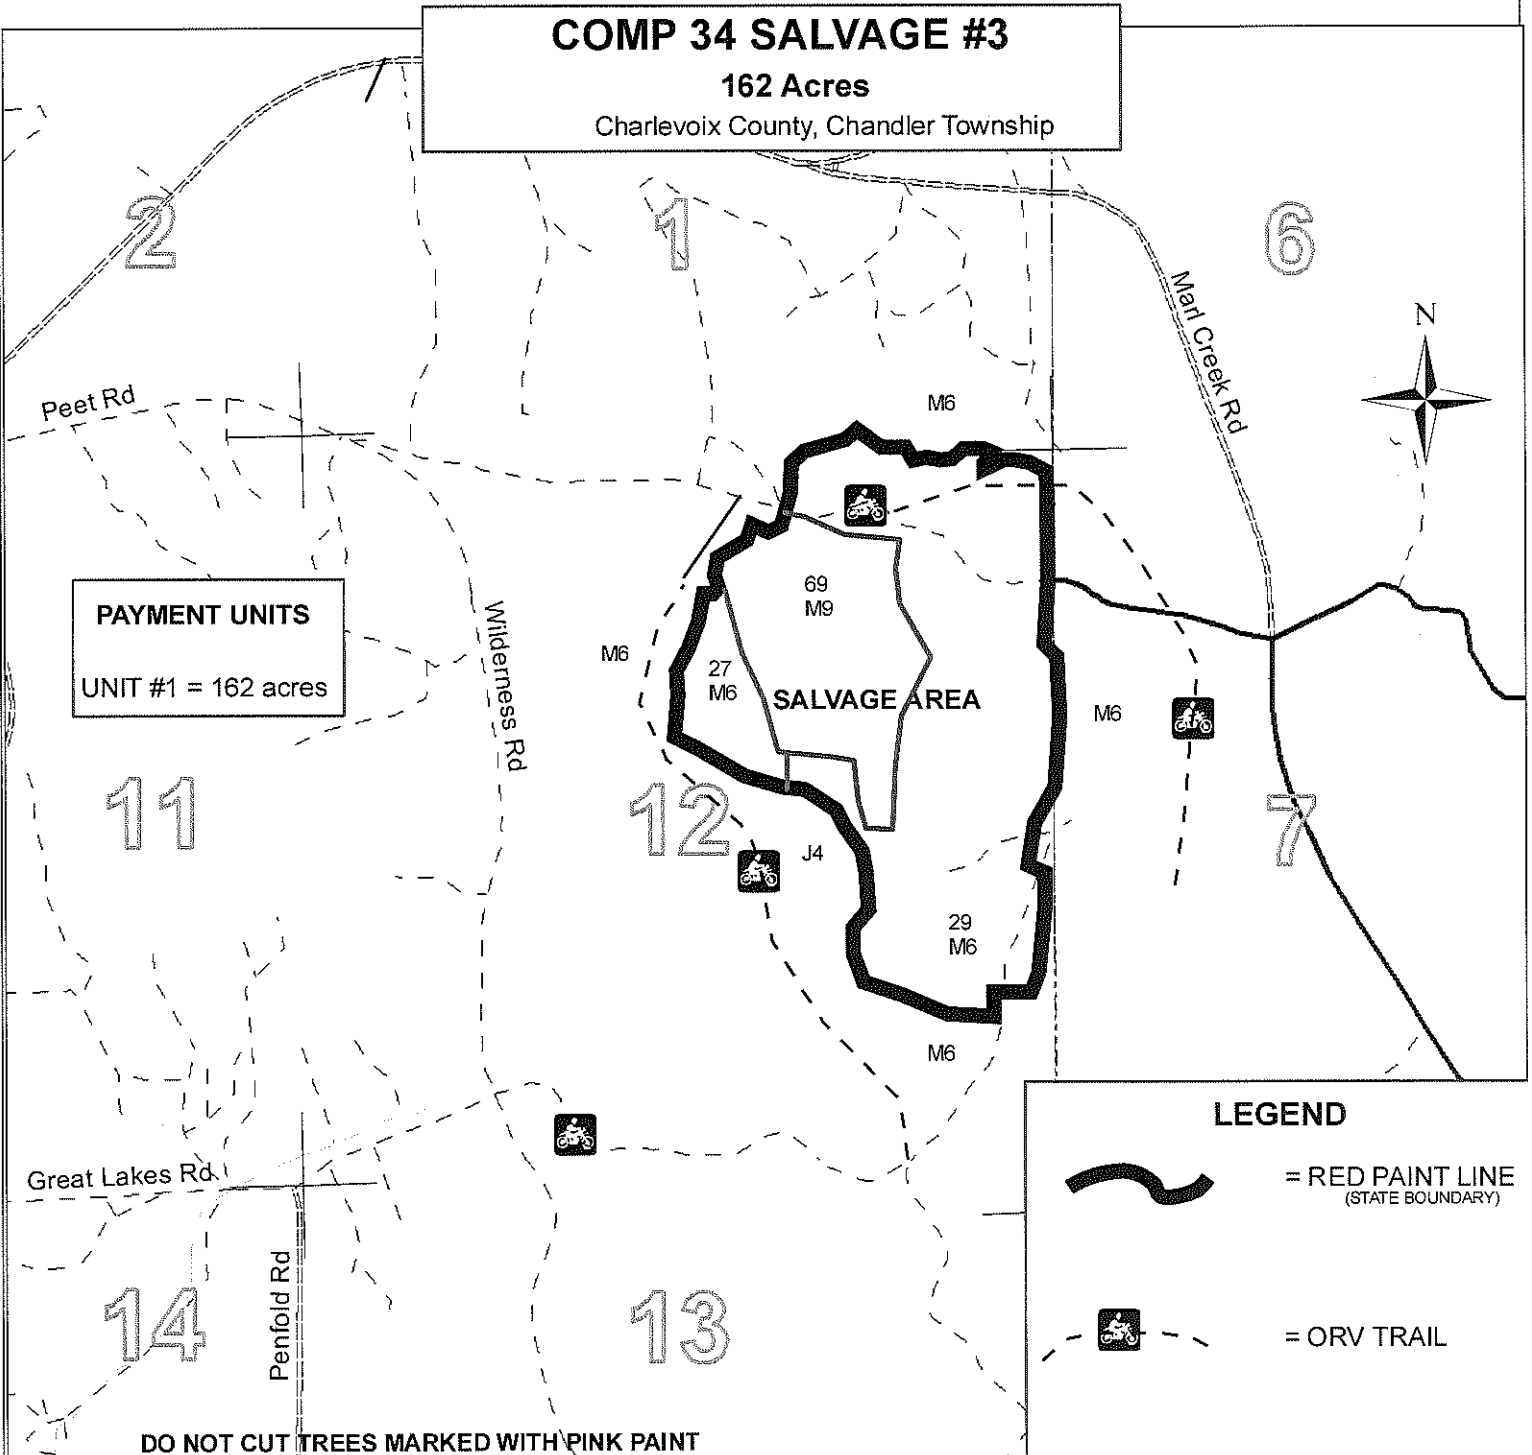 COMP 34 SALVAGE #3
162 Acres
Charlevoix County, Chandler Township
2
1
6
Marl Creek Rd
N
Peet Rd
M6
PAYMENT UNITS
UNIT #1 = 162 acres
Wilderness Rd
M6
69
M9
27
M6
SALVAGE AREA
M6
11
12
7
J4
29
M6
M6
LEGEND
= RED PAINT LINE
(STATE BOUNDARY)
= ORV TRAIL
Great Lakes Rd
Penfold Rd
14
13
DO NOT CUT TREES MARKED WITH PINK PAINT